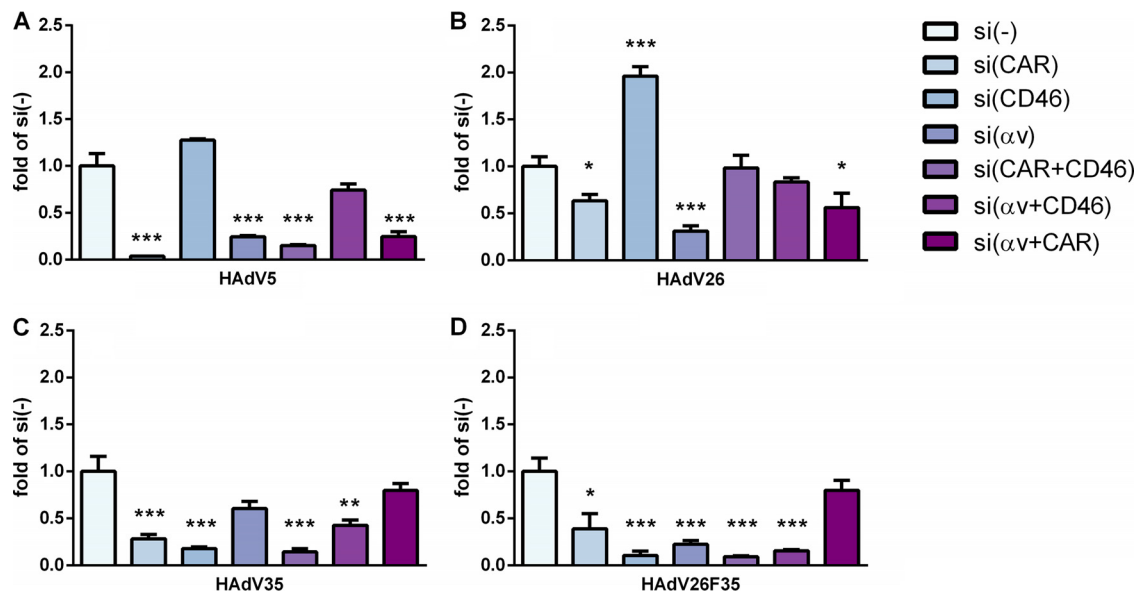 A
2.5
2.0
1.5
1.0
0.5
0.0
fold of si(-)
***
***
***
***
HAdV5
B
2.5
2.0
1.5
1.0
0.5
0.0
fold of si(-)
*
***
***
*
HAdV26
si(-)
si(CAR)
si(CD46)
si(αv)
si(CAR+CD46)
si(αv+CD46)
si(αv+CAR)
C
2.5
2.0
1.5
1.0
0.5
0.0
fold of si(-)
***
***
***
**
HAdV35
D
2.5
2.0
1.5
1.0
0.5
0.0
fold of si(-)
*
***
***
***
***
HAdV26F35